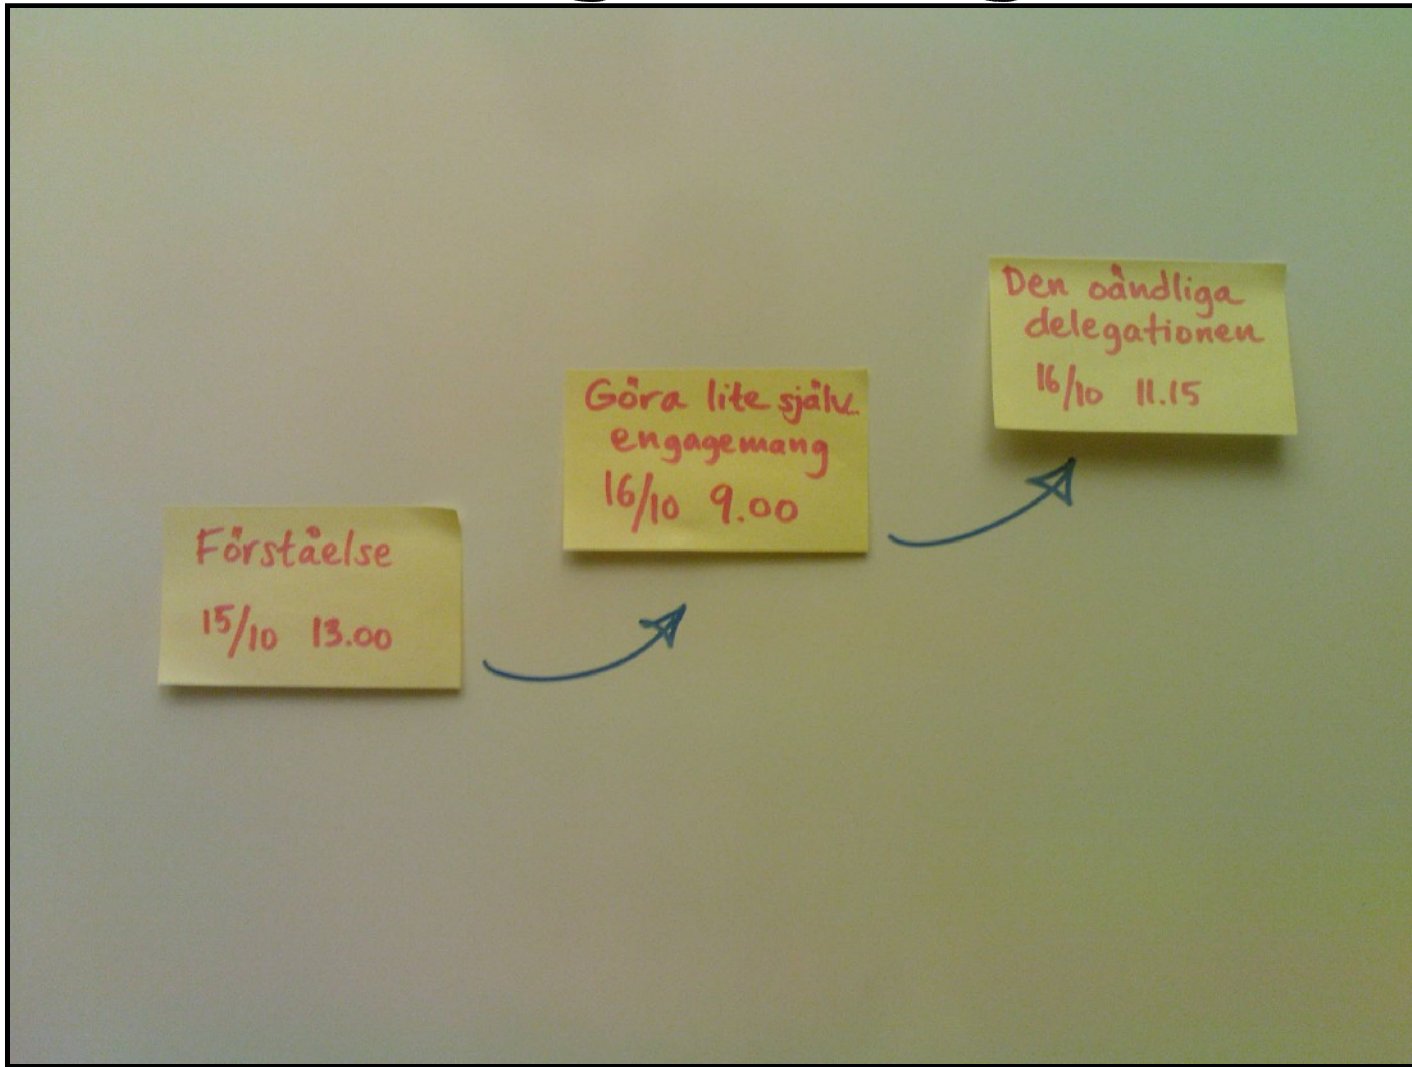 Förståelse
15/10 13.00
Göra lite själv
engagemang
16/10 9.00
Den oändliga
delegationen
16/10 11.15